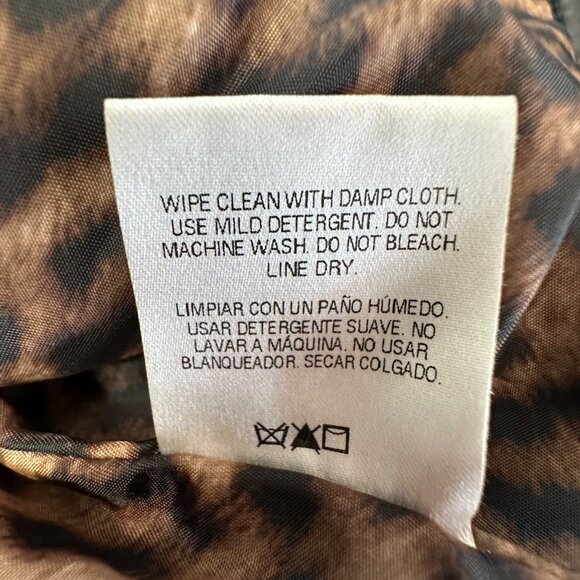 WIPE CLEAN WITH DAMP CLOTH.
USE MILD DETERGENT. DO NOT
MACHINE WASH. DO NOT BLEACH.
LINE DRY.
LIMPIAR CON UN PAÑO HÚMEDO.
USAR DETERGENTE SUAVE. NO
LAVAR A MÁQUINA. NO USAR
BLANQUEADOR. SECAR COLGADO.